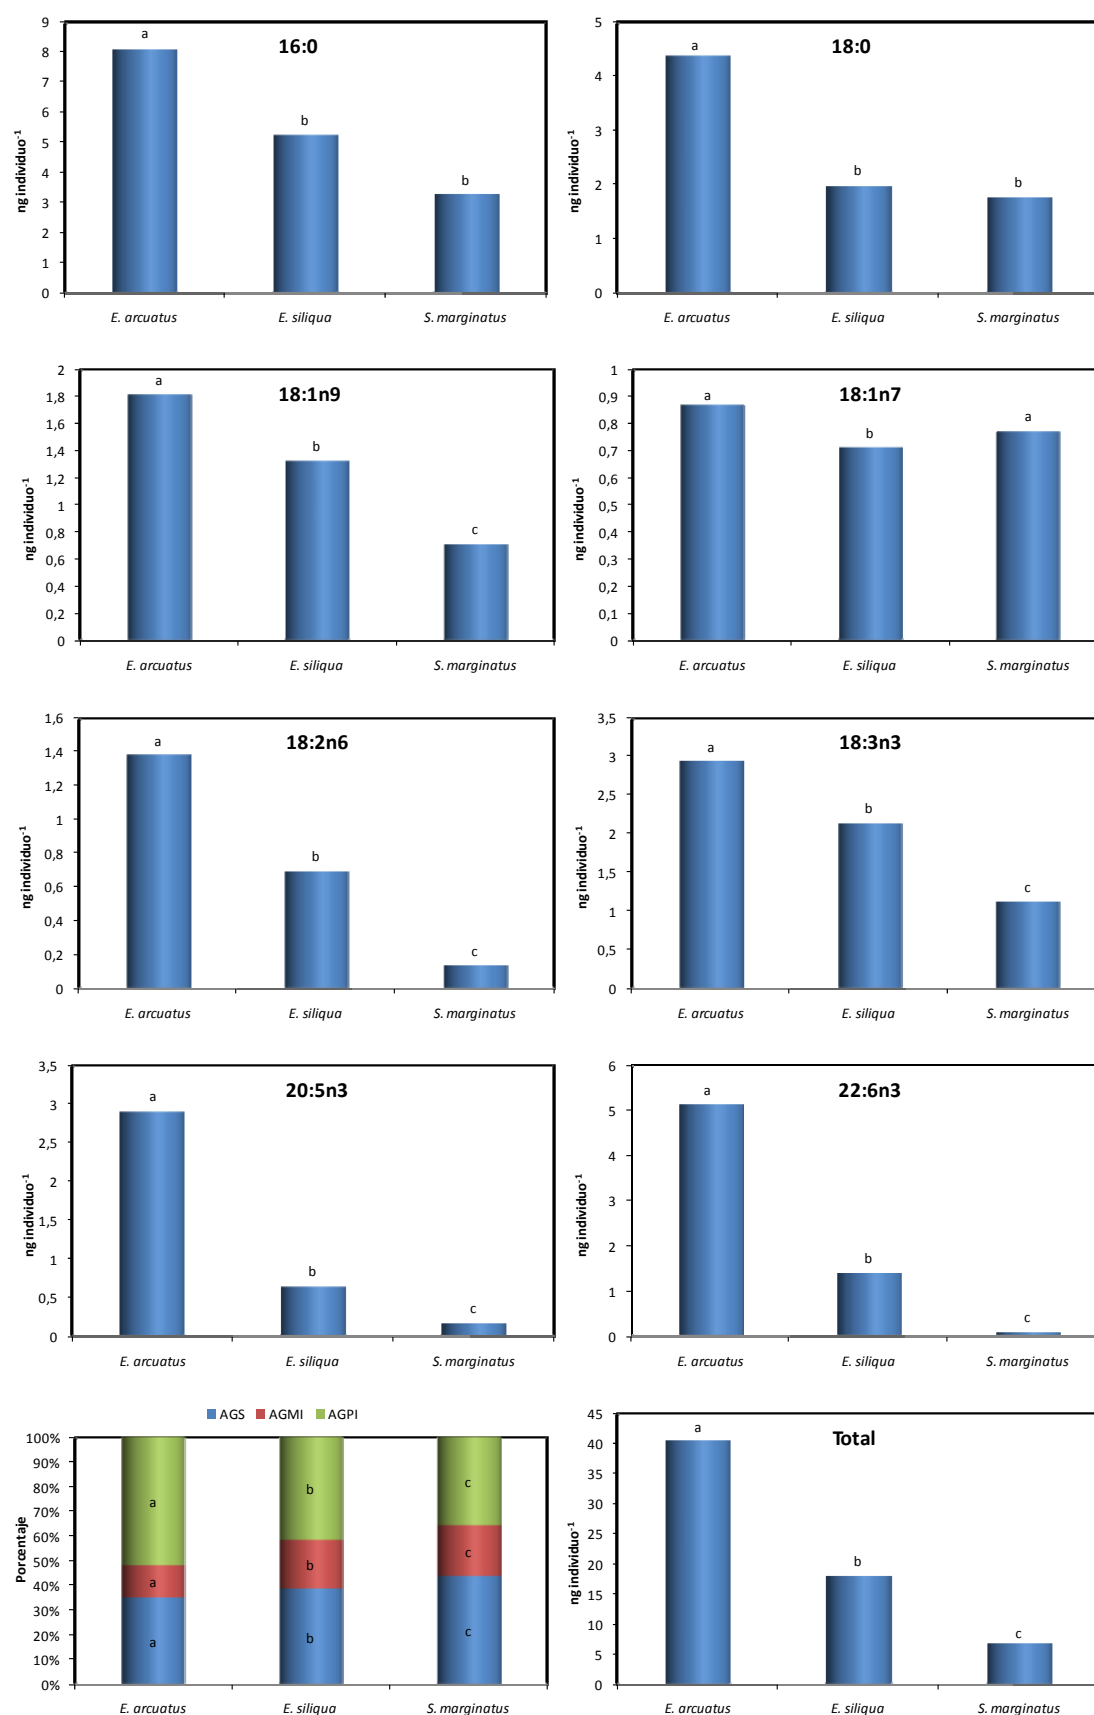 16:0
ng individuo-1
9
8
7
6
5
4
3
2
1
0
a
b
b
E. arcuatus E. siliqua S. marginatus
18:0
ng individuo-1
5
4
3
2
1
0
a
b
b
E. arcuatus E. siliqua S. marginatus
18:1n9
ng individuo-1
2
1,8
1,6
1,4
1,2
1
0,8
0,6
0,4
0,2
0
a
b
c
E. arcuatus E. siliqua S. marginatus
18:1n7
ng individuo-1
1
0,9
0,8
0,7
0,6
0,5
0,4
0,3
0,2
0,1
0
a
b
a
E. arcuatus E. siliqua S. marginatus
18:2n6
ng individuo-1
1,6
1,4
1,2
1
0,8
0,6
0,4
0,2
0
a
b
c
E. arcuatus E. siliqua S. marginatus
18:3n3
ng individuo-1
3,5
3
2,5
2
1,5
1
0,5
0
a
b
c
E. arcuatus E. siliqua S. marginatus
20:5n3
ng individuo-1
3,5
3
2,5
2
1,5
1
0,5
0
a
b
c
E. arcuatus E. siliqua S. marginatus
22:6n3
ng individuo-1
6
5
4
3
2
1
0
a
b
c
E. arcuatus E. siliqua S. marginatus
AGS AGMI AGPI
Porcentaje
100%
90%
80%
70%
60%
50%
40%
30%
20%
10%
0%
a b c
a b c
a b c
E. arcuatus E. siliqua S. marginatus
Total
ng individuo-1
45
40
35
30
25
20
15
10
5
0
a
b
c
E. arcuatus E. siliqua S. marginatus